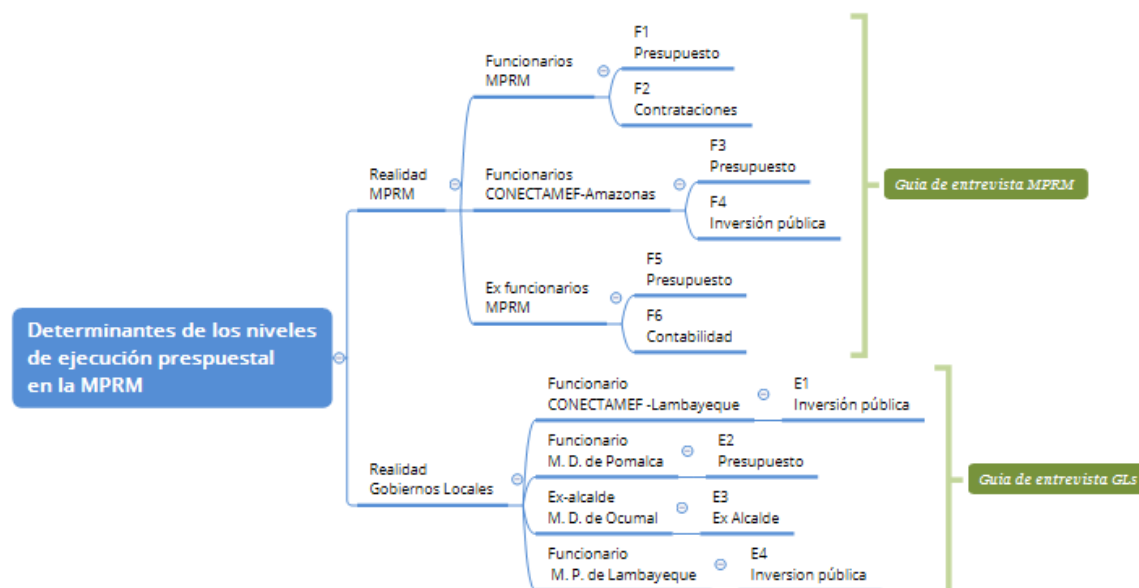 Determinantes de los niveles
de ejecución prespuestal
en la MPRM
Realidad
MPRM
Funcionarios
MPRM
F1
Presupuesto
F2
Contrataciones
Funcionarios
CONECTAMEF-Amazonas
F3
Presupuesto
F4
Inversión pública
Ex funcionarios
MPRM
F5
Presupuesto
F6
Contabilidad
Guia de entrevista MPRM
Realidad
Gobiernos Locales
Funcionario
CONECTAMEF -Lambayeque
E1
Inversión pública
Funcionario
M. D. de Pomalca
E2
Presupuesto
Ex-alcalde
M. D. de Ocumal
E3
Ex Alcalde
Funcionario
M. P. de Lambayeque
E4
Inversion pública
Guia de entrevista GLs